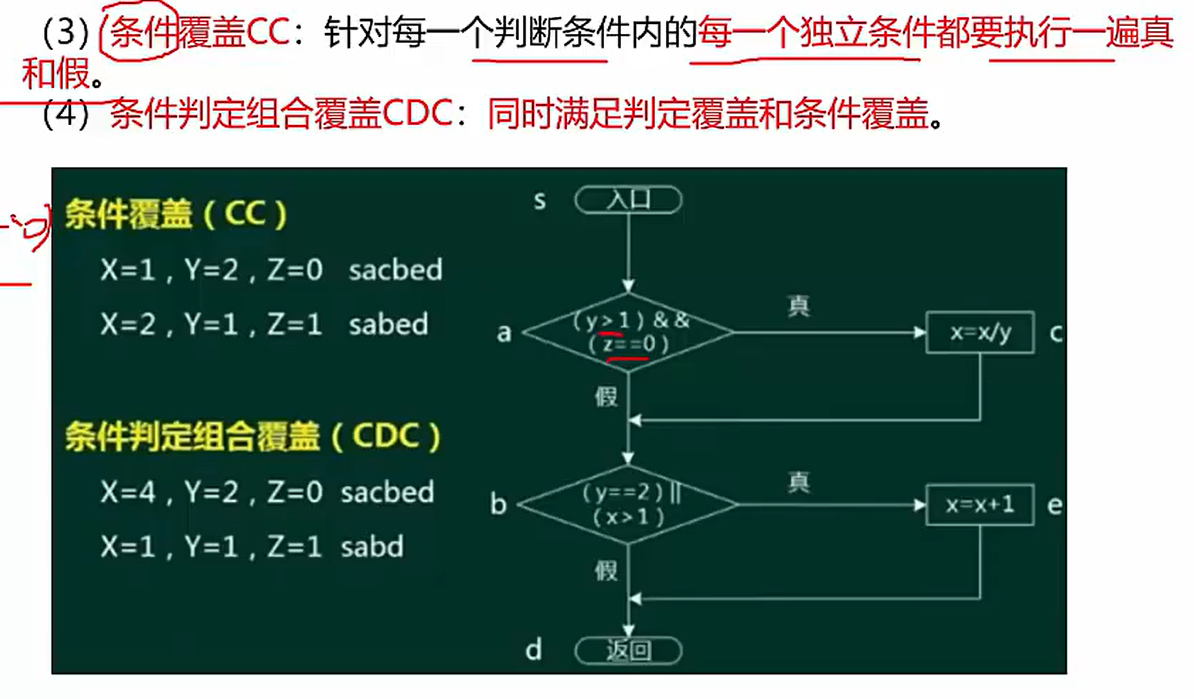 (3) 条件覆盖CC：针对每一个判断条件内的每一个独立条件都要执行一遍真
和假。
(4) 条件判定组合覆盖CDC：同时满足判定覆盖和条件覆盖。
条件覆盖（CC）
X=1，Y=2，Z=0 sacbed
X=2，Y=1，Z=1 sabed
条件判定组合覆盖（CDC）
X=4，Y=2，Z=0 sacbed
X=1，Y=1，Z=1 sabd
s
入口
a
(y>1)&&
(z==0)
真
x=x/y
c
假
b
(y==2)||
(x>1)
真
x=x+1
e
假
d
返回